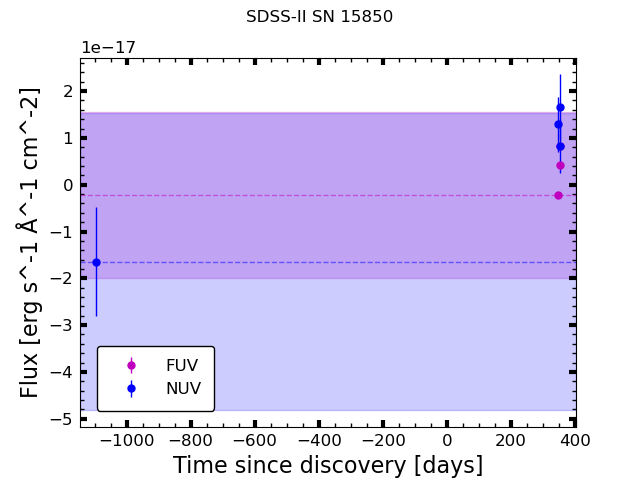 SDSS-II SN 15850
1e−17
Flux [erg s^-1 Å^-1 cm^-2]
2
1
0
−1
−2
−3
−4
−5
FUV
NUV
−1000 −800 −600 −400 −200 0 200 400
Time since discovery [days]